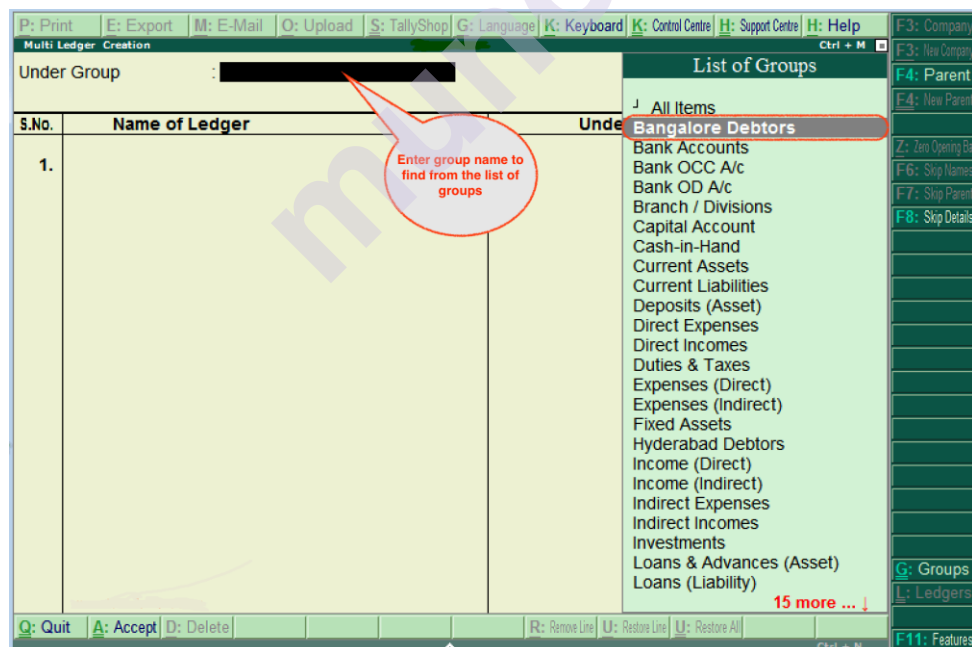 P: Print E: Export M: E-Mail O: Upload S: TallyShop G: Language K: Keyboard K: Control Centre H: Support Centre H: Help
Multi Ledger Creation Ctrl + M
Under Group :
S.No. Name of Ledger Unde
1.
Enter group name to
find from the list of
groups
List of Groups
All Items
Bangalore Debtors
Bank Accounts
Bank OCC A/c
Bank OD A/c
Branch / Divisions
Capital Account
Cash-in-Hand
Current Assets
Current Liabilities
Deposits (Asset)
Direct Expenses
Direct Incomes
Duties & Taxes
Expenses (Direct)
Expenses (Indirect)
Fixed Assets
Hyderabad Debtors
Income (Direct)
Income (Indirect)
Indirect Expenses
Indirect Incomes
Investments
Loans & Advances (Asset)
Loans (Liability)
15 more ... ↓
F3: Company
F3: New Company
F4: Parent
F4: New Parent
Z: Zero Opening Ba
F6: Skip Names
F7: Skip Parent
F8: Skip Details
G: Groups
L: Ledgers
F11: Features
Q: Quit A: Accept D: Delete R: Remove Line U: Restore Line U: Restore All
Ctrl + N